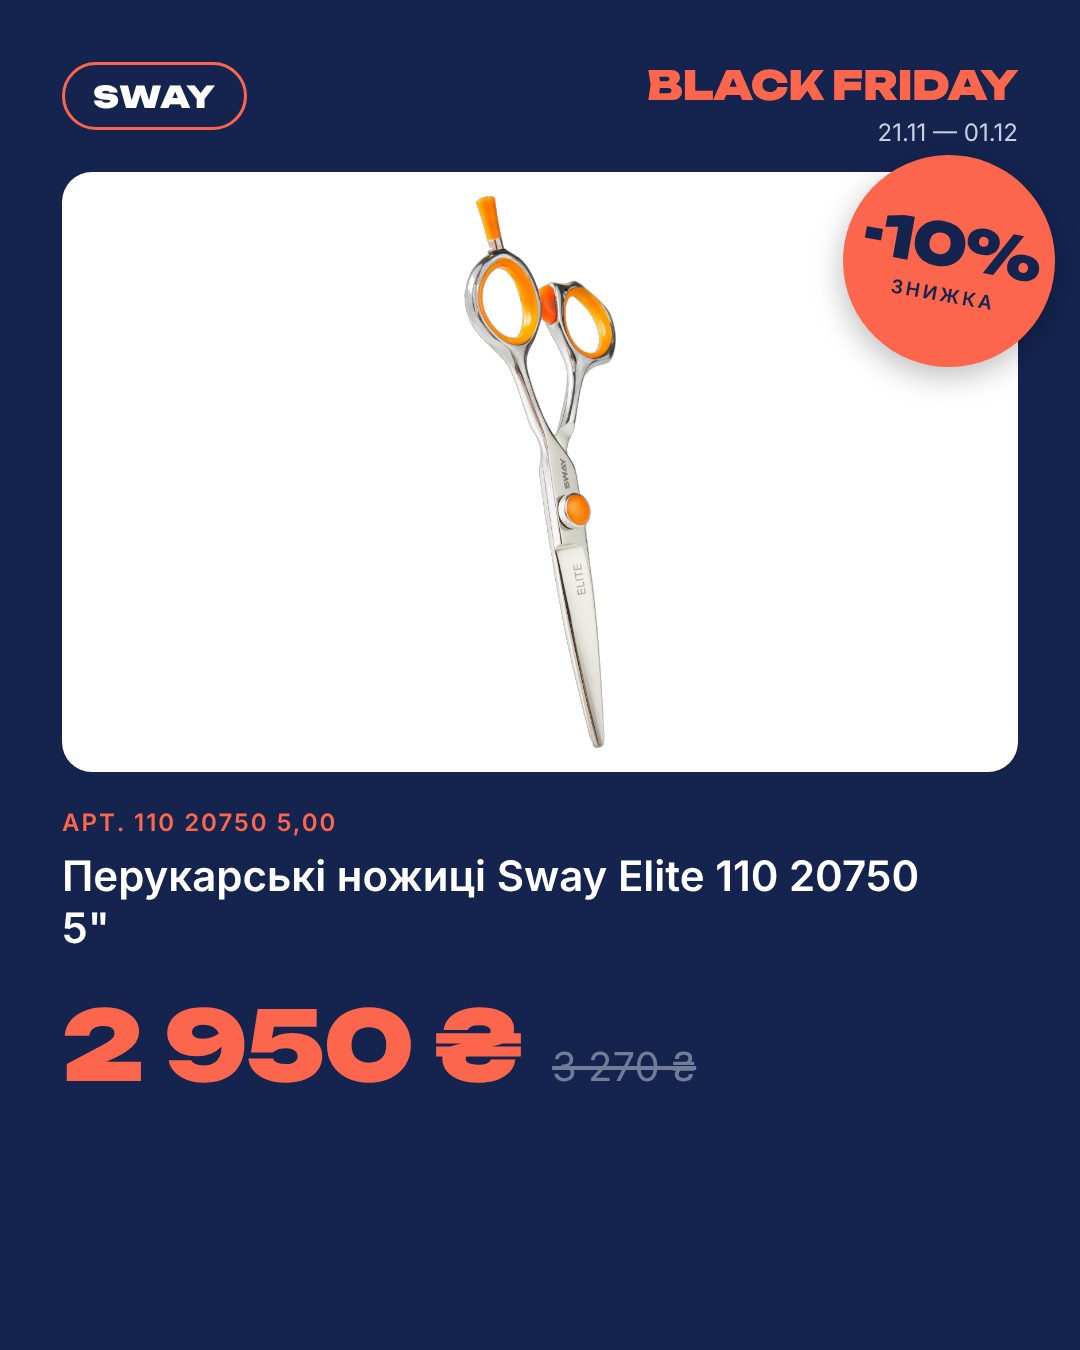 SWAY
BLACK FRIDAY
21.11 — 01.12
-10%
ЗНИЖКА
SWAY
ELITE
АРТ. 110 20750 5,00
Перукарські ножиці Sway Elite 110 20750
5"
2 950 ₴
3 270 ₴